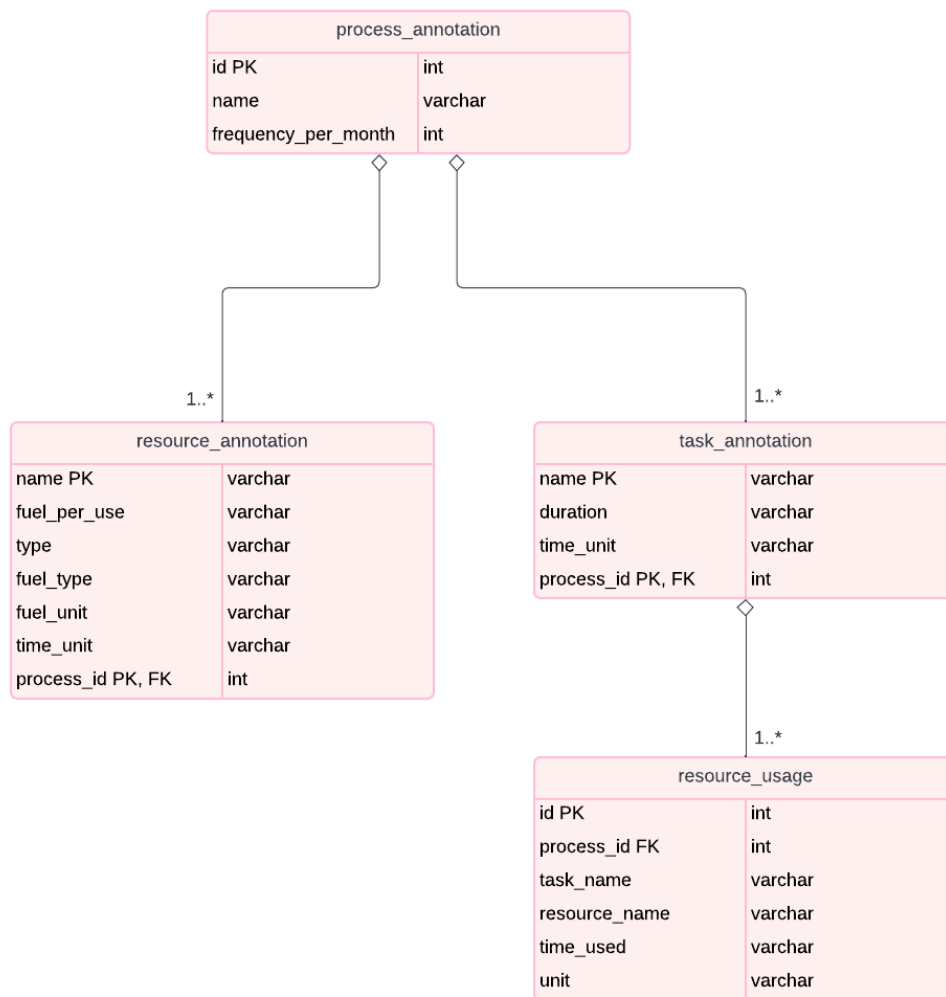 process_annotation
id PK int
name varchar
frequency_per_month int
1..*
1..*
resource_annotation
name PK varchar
fuel_per_use varchar
type varchar
fuel_type varchar
fuel_unit varchar
time_unit varchar
process_id PK, FK int
task_annotation
name PK varchar
duration varchar
time_unit varchar
process_id PK, FK int
1..*
resource_usage
id PK int
process_id FK int
task_name varchar
resource_name varchar
time_used varchar
unit varchar